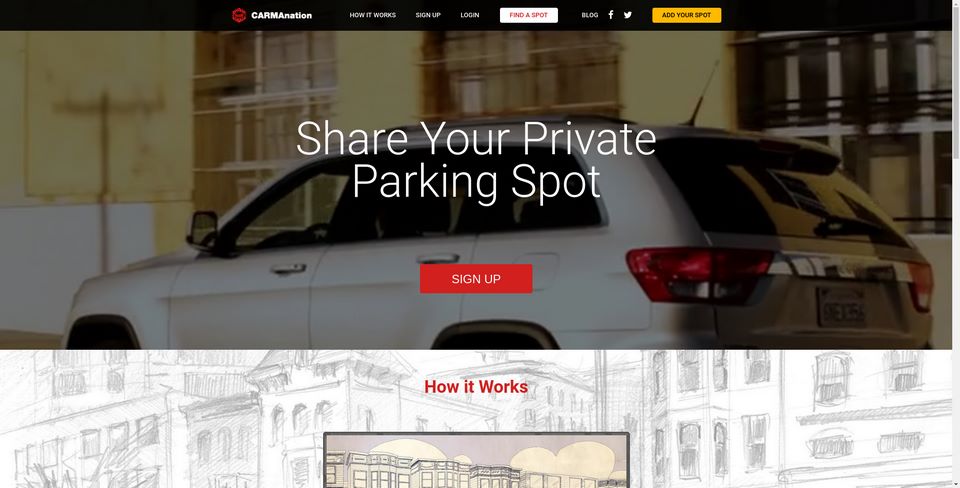 CARMAnation
HOW IT WORKS
SIGN UP
LOGIN
FIND A SPOT
BLOG
ADD YOUR SPOT
Share Your Private
Parking Spot
SIGN UP
How it Works